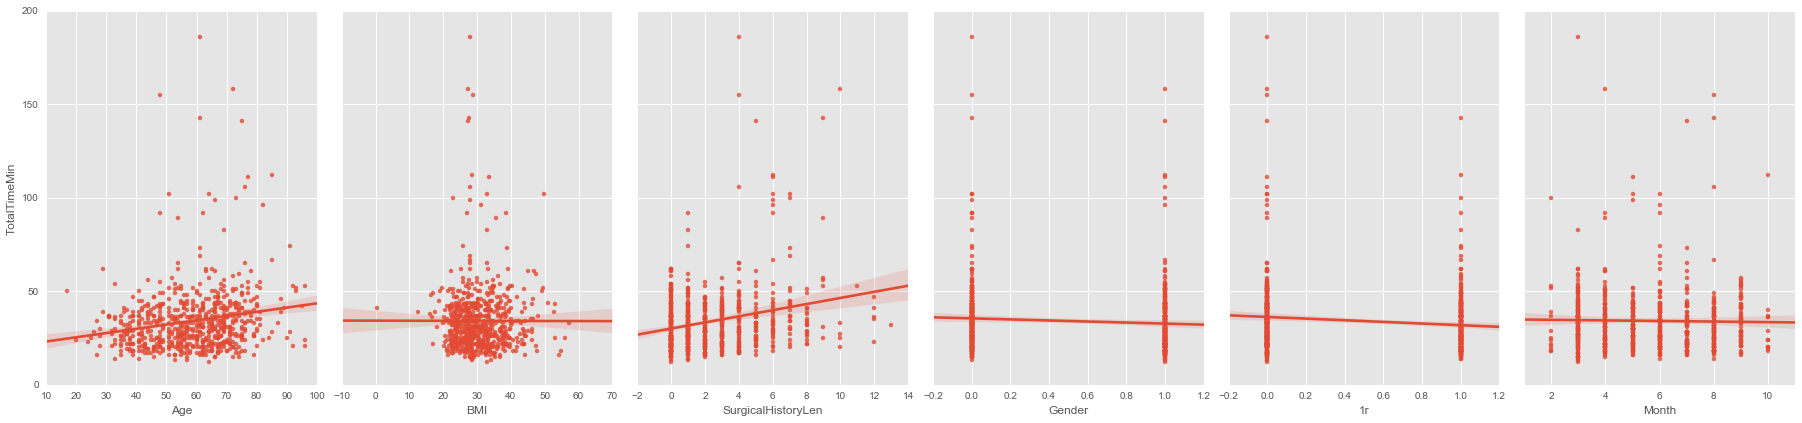 TotalTimeMin
200
150
100
50
0
10 20 30 40 50 60 70 80 90 100
Age
−10 0 10 20 30 40 50 60 70
BMI
−2 0 2 4 6 8 10 12 14
SurgicalHistoryLen
−0.2 0.0 0.2 0.4 0.6 0.8 1.0 1.2
Gender
−0.2 0.0 0.2 0.4 0.6 0.8 1.0 1.2
1r
2 4 6 8 10
Month